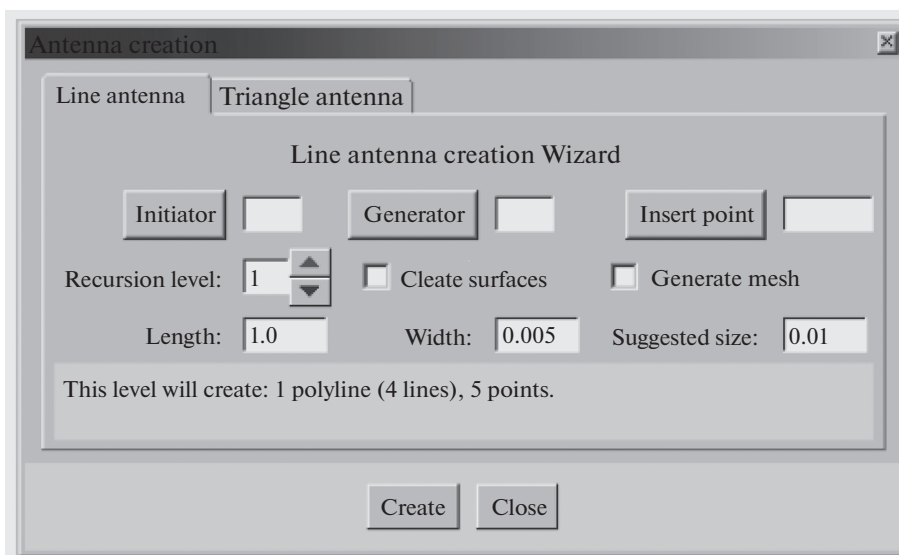 Antenna creation
Line antenna Triangle antenna
Line antenna creation Wizard
Initiator Generator Insert point
Recursion level: 1 Cleate surfaces Generate mesh
Length: 1.0 Width: 0.005 Suggested size: 0.01
This level will create: 1 polyline (4 lines), 5 points.
Create Close